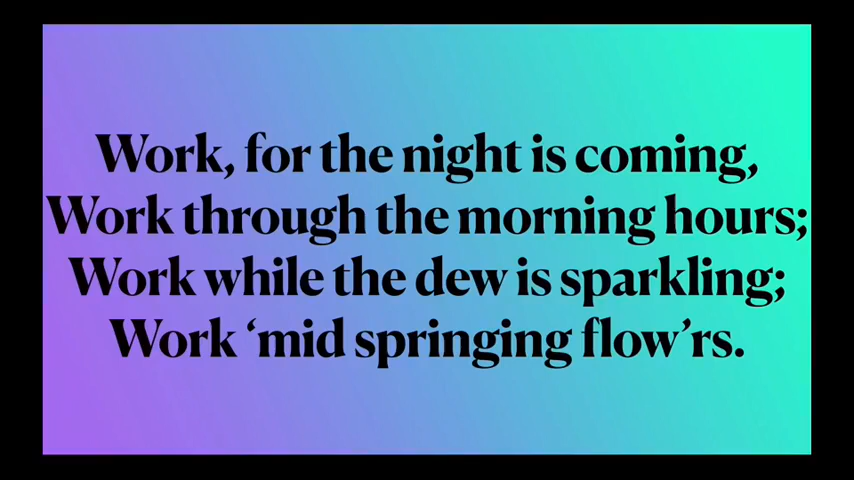 Work, for the night is coming,
Work through the morning hours;
Work while the dew is sparkling;
Work ‘mid springing flow’rs.